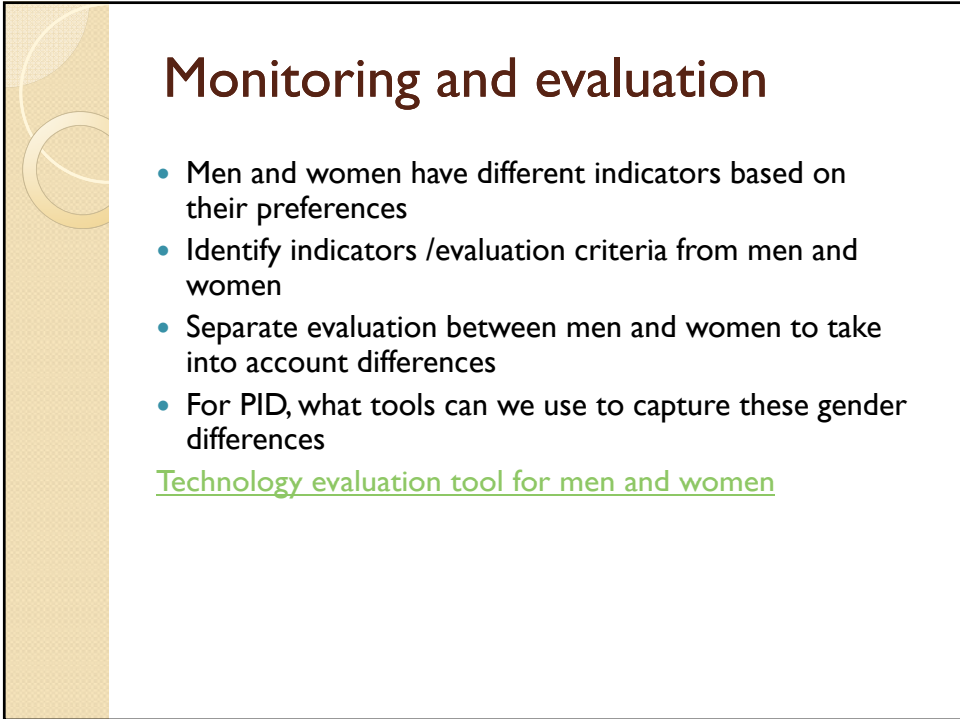 Monitoring and evaluation
• Men and women have different indicators based on
their preferences
• Identify indicators /evaluation criteria from men and
women
• Separate evaluation between men and women to take
into account differences
• For PID, what tools can we use to capture these gender
differences
Technology evaluation tool for men and women